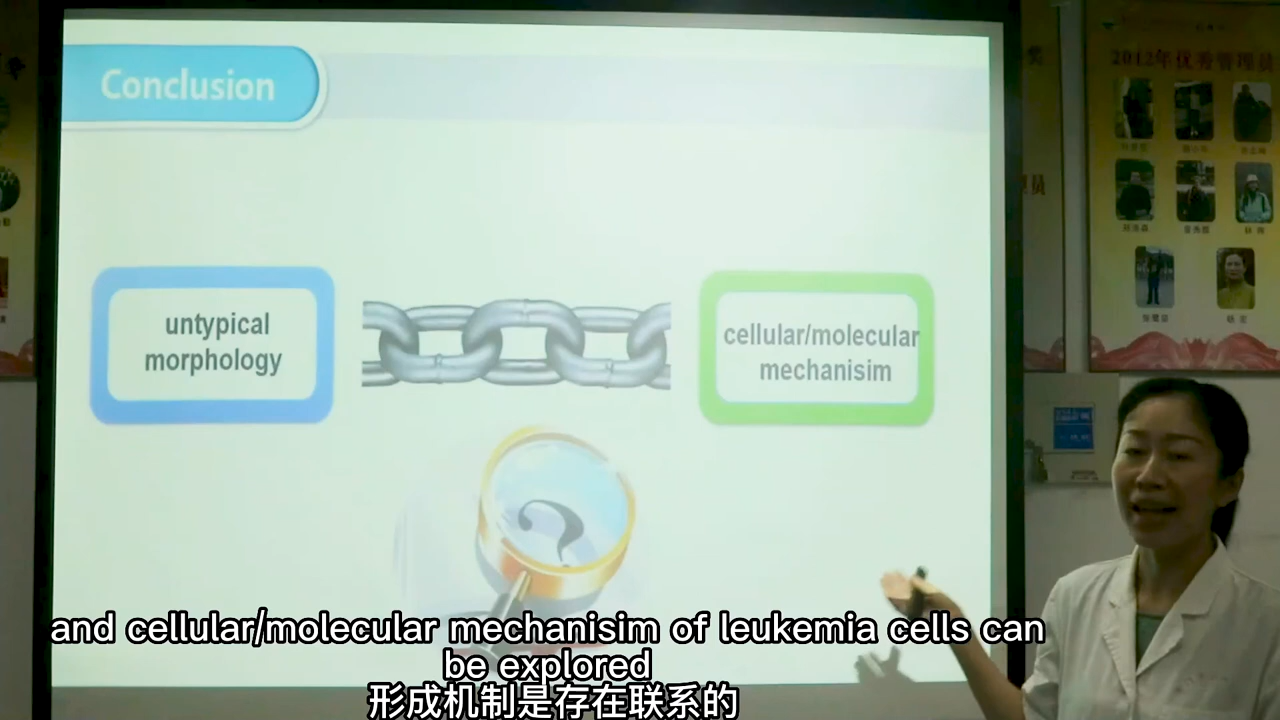 Conclusion
untypical
morphology
cellular/molecular
mechanisim
2012年优秀管理员
and cellular/molecular mechanisim of leukemia cells can
be explored
形成机制是存在联系的